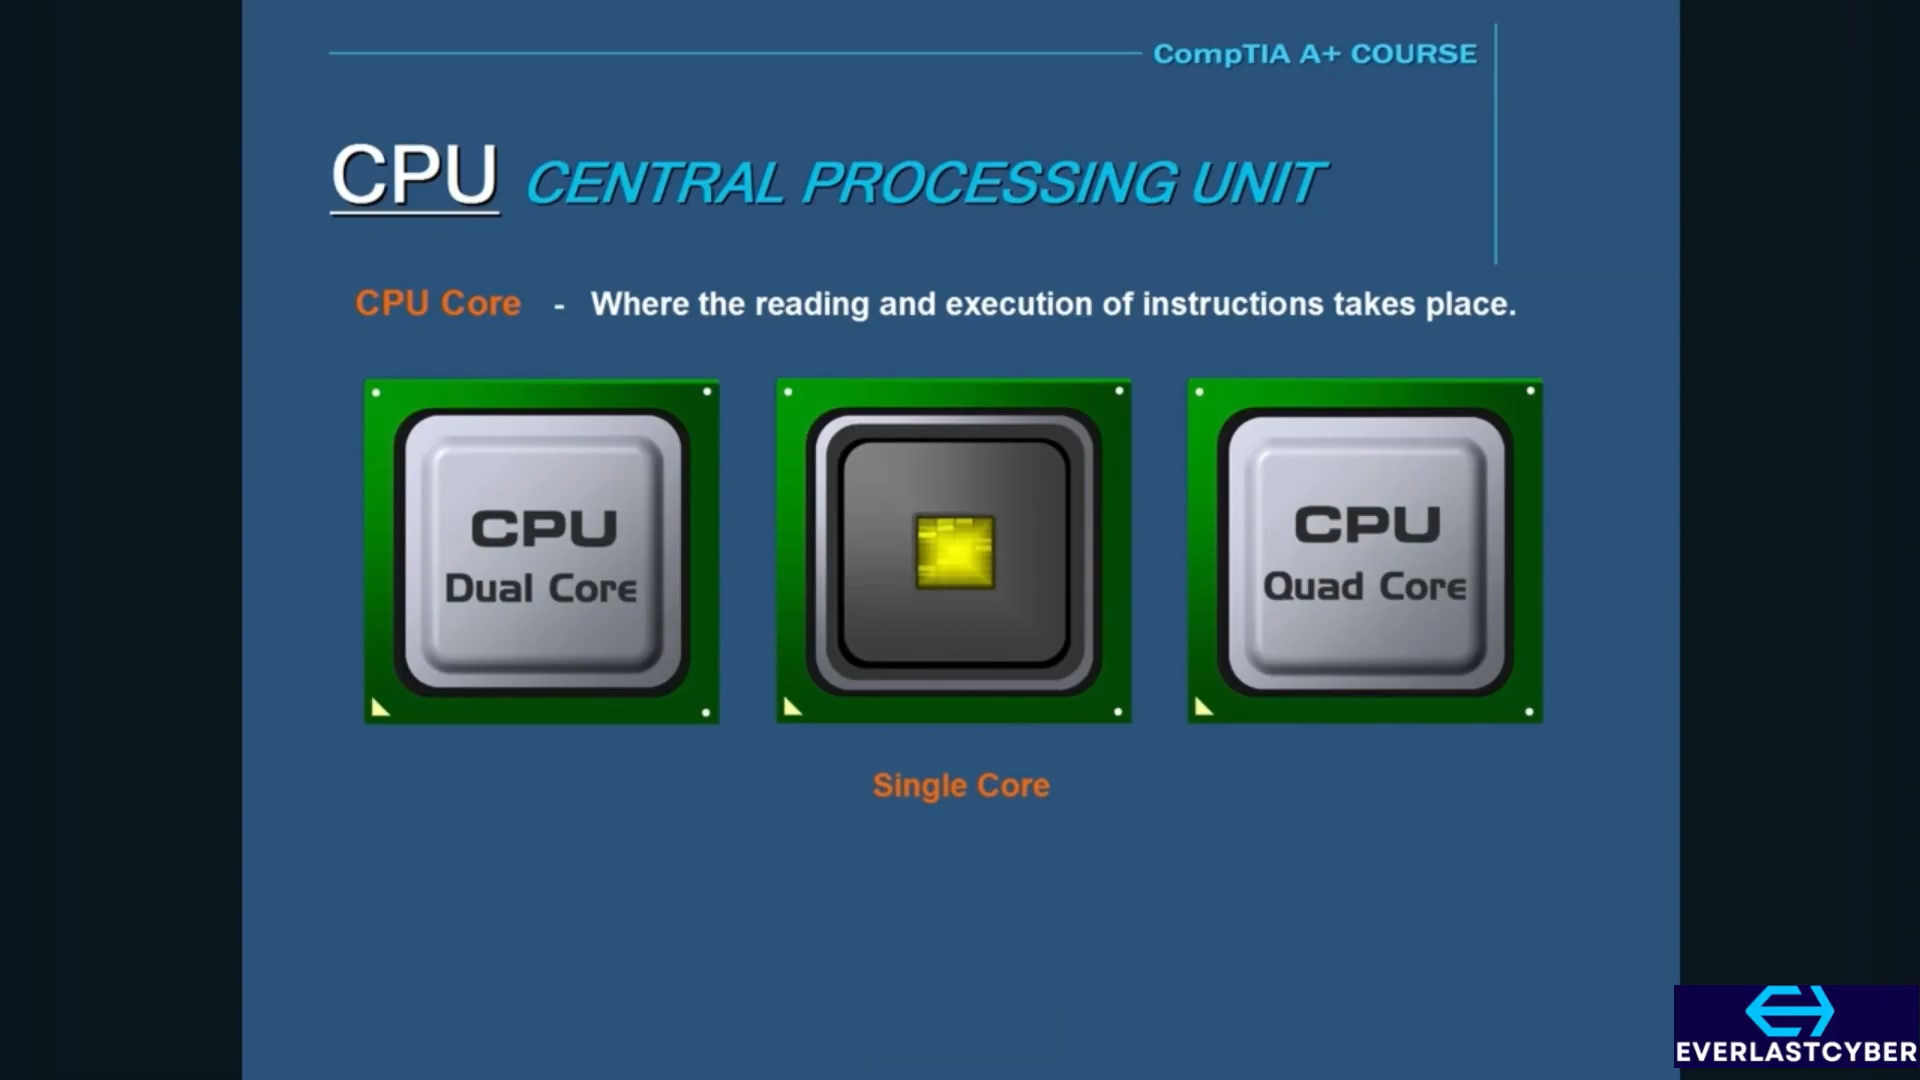 CompTIA A+ COURSE
CPU CENTRAL PROCESSING UNIT
CPU Core - Where the reading and execution of instructions takes place.
CPU
Dual Core
CPU
Quad Core
Single Core
EVERLASTCYBER